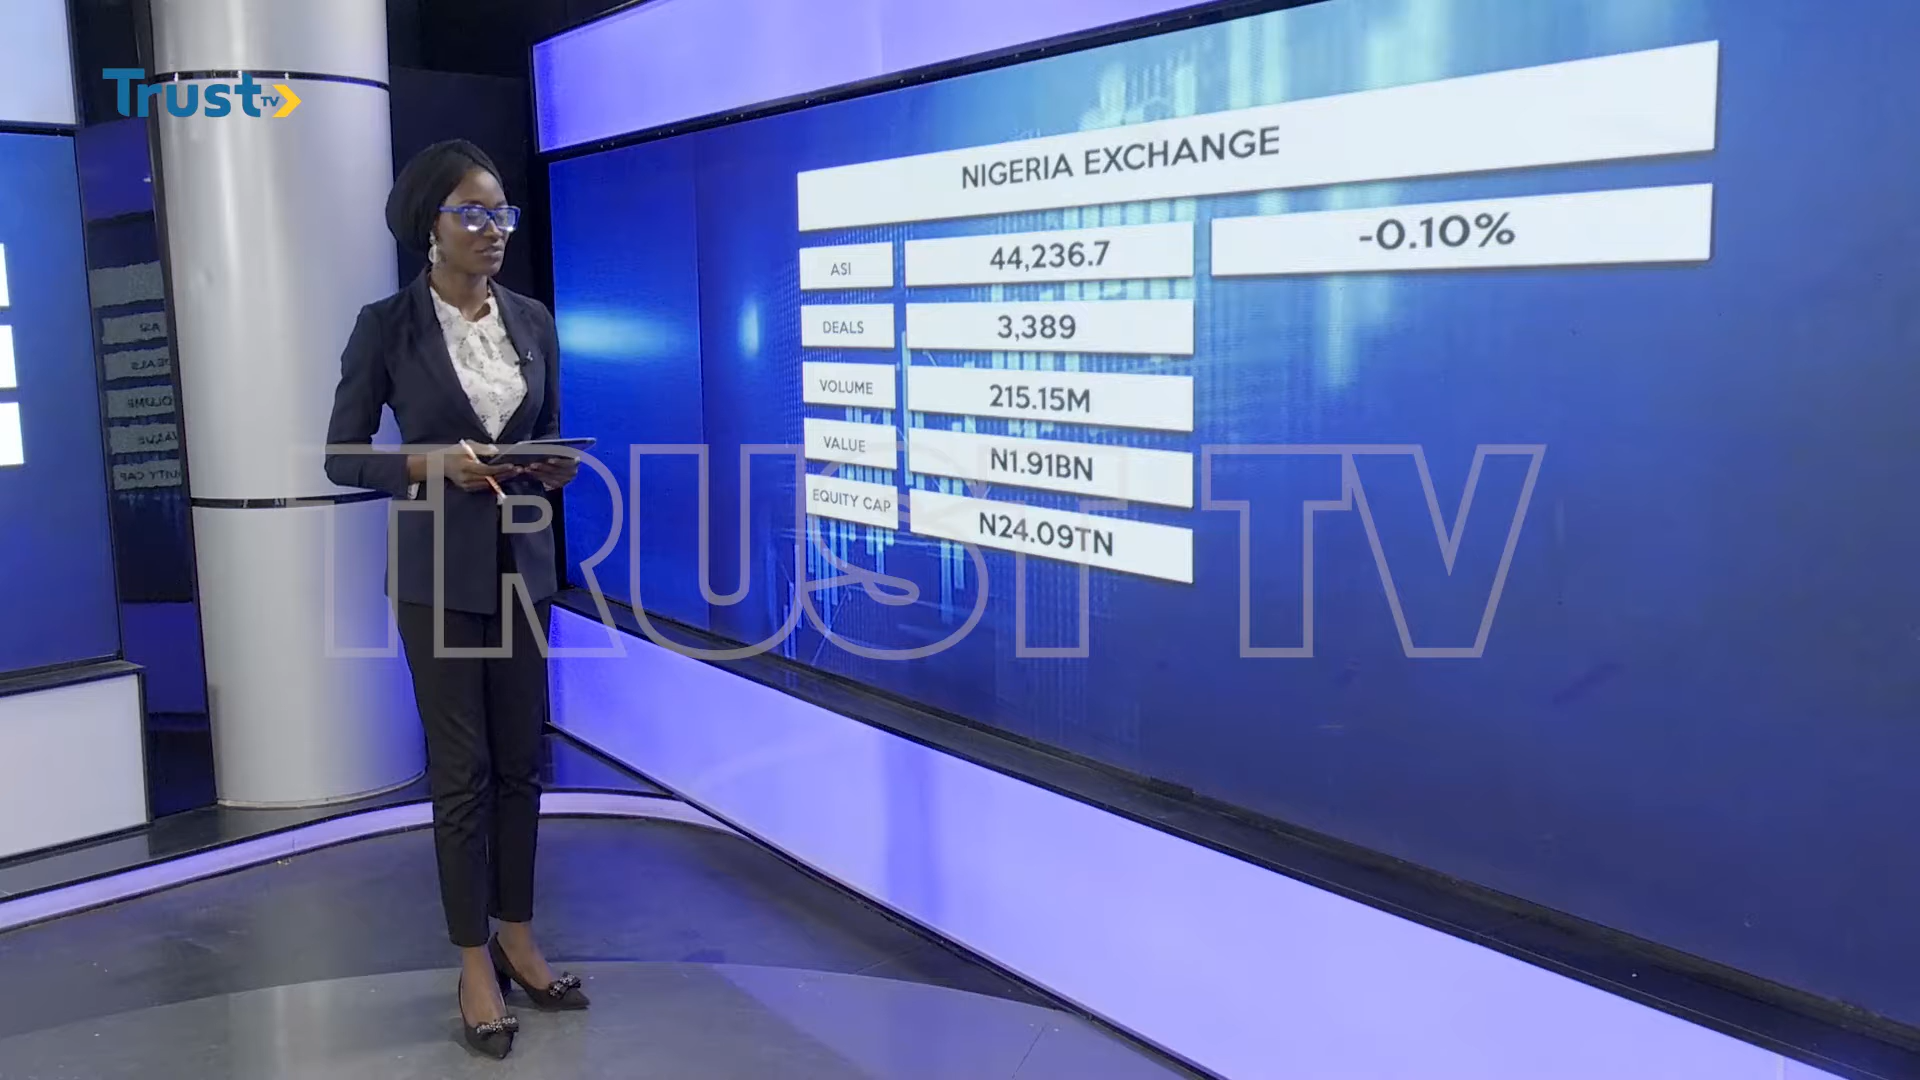 Trust TV
NIGERIA EXCHANGE
ASI 44,236.7 -0.10%
DEALS 3,389
VOLUME 215.15M
VALUE N1.91BN
EQUITY CAP N24.09TN
TRUST TV